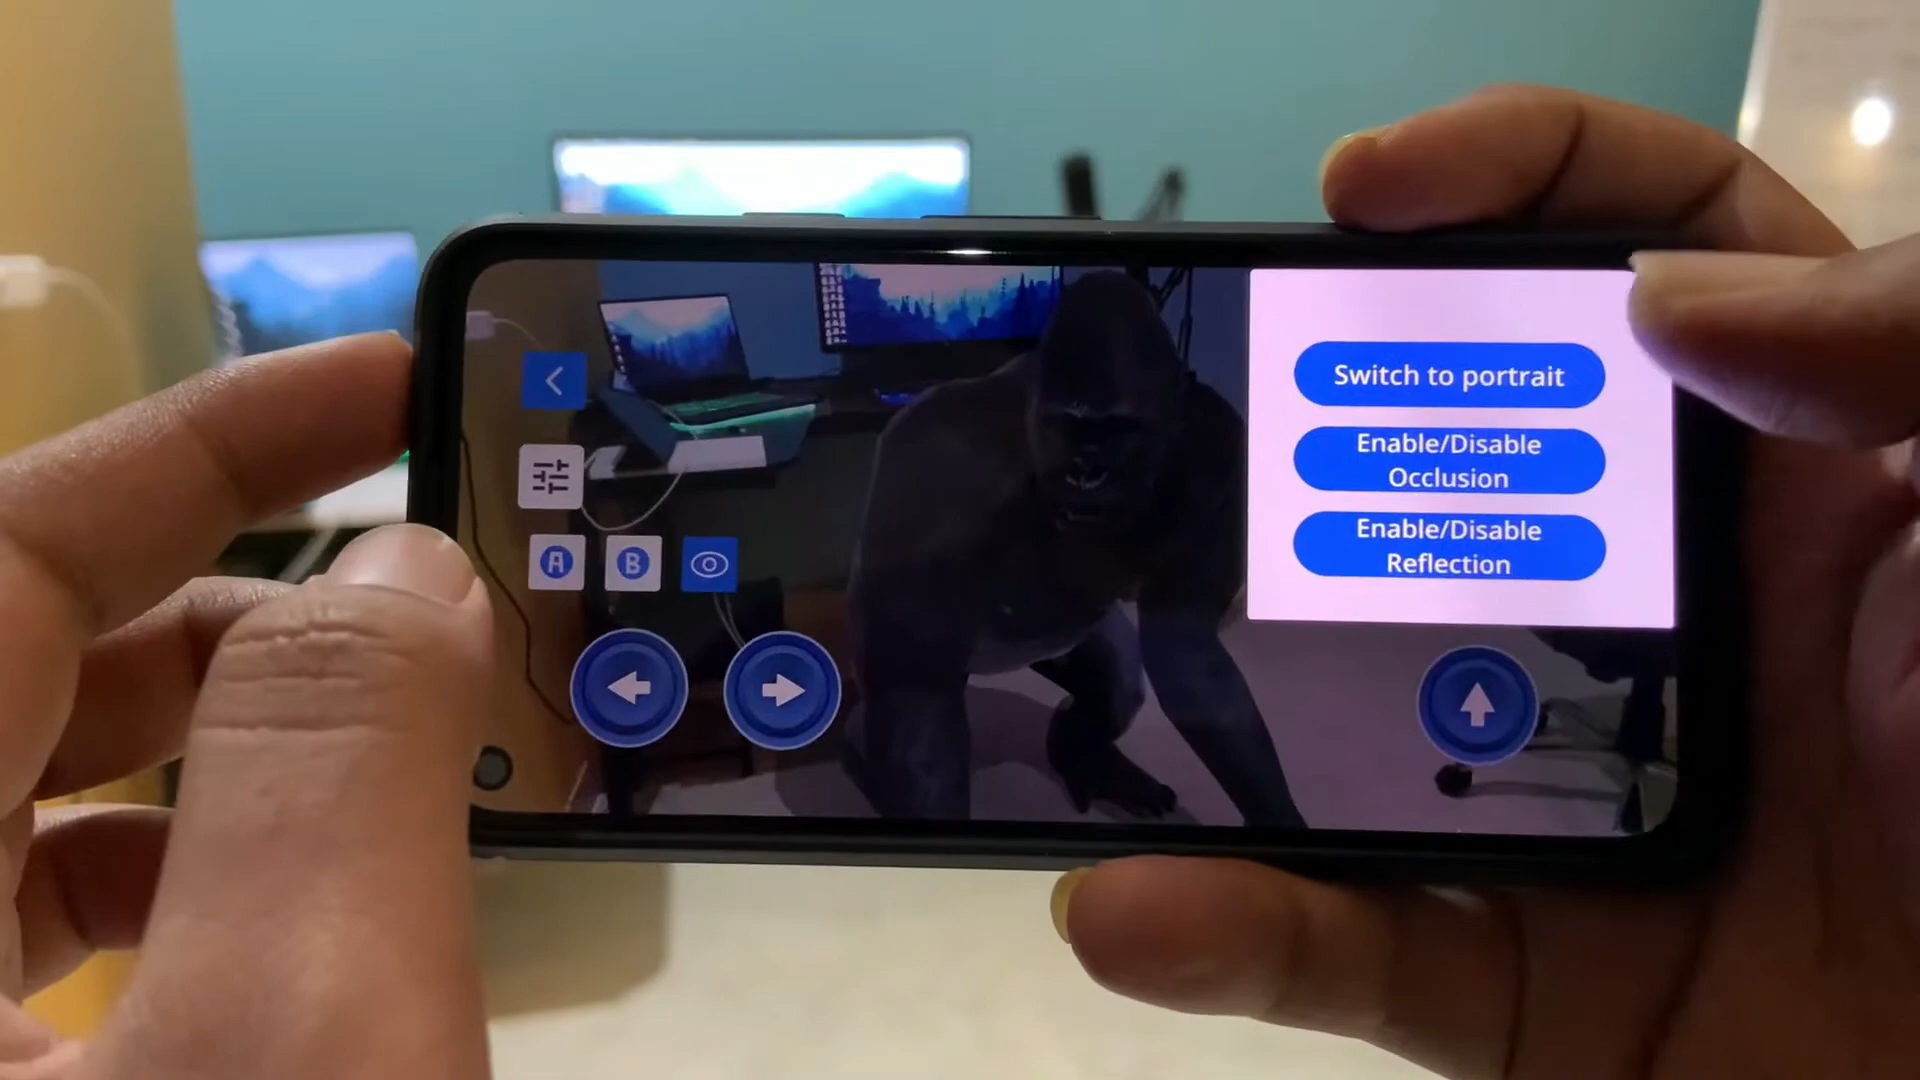 Switch to portrait
Enable/Disable
Occlusion
Enable/Disable
Reflection
A
B